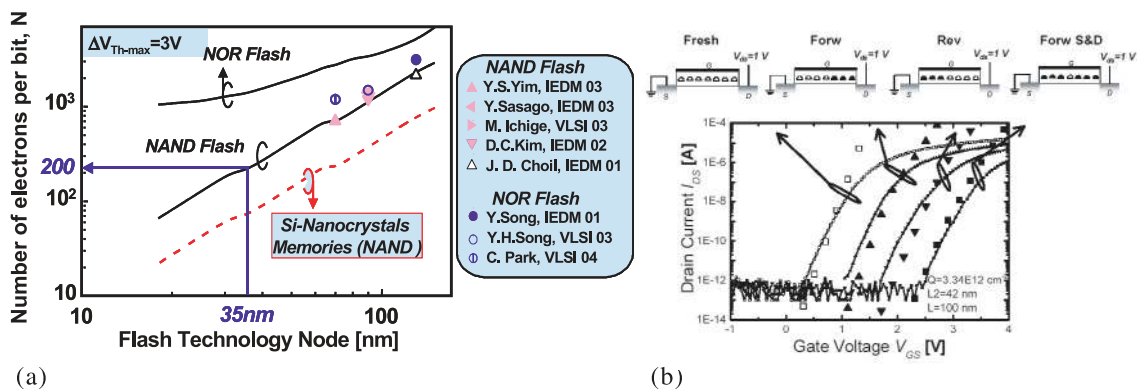 Number of electrons per bit, N
ΔV_Th-max=3V
NOR Flash
NAND Flash
10^3
200
10^2
10
Si-Nanocrystals
Memories (NAND )
10
35nm
100
Flash Technology Node [nm]
NAND Flash
Y.S.Yim, IEDM 03
Y.Sasago, IEDM 03
M. Ichige, VLSI 03
D.C.Kim, IEDM 02
J. D. Choil, IEDM 01
NOR Flash
Y.Song, IEDM 01
Y.H.Song, VLSI 03
C. Park, VLSI 04
(a)
Fresh
Forw
Rev
Forw S&D
V_ds=1 V
V_ds=1 V
V_ds=1 V
V_ds=1 V
G
G
G
G
S
D
S
D
S
D
S
D
Drain Current I_DS [A]
1E-4
1E-6
1E-8
1E-10
1E-12
1E-14
Q=3.34E12 cm
L2=42 nm
L=100 nm
-1
0
1
2
3
4
Gate Voltage V_GS [V]
(b)